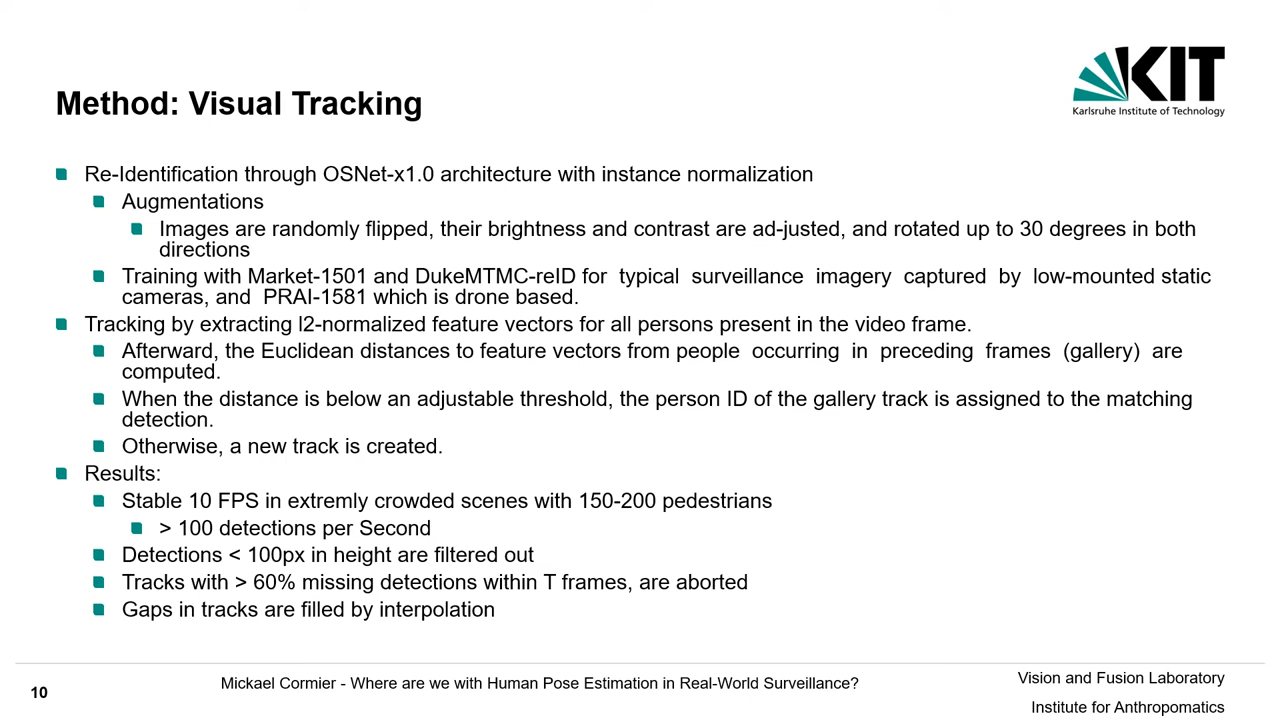 KIT
Karlsruhe Institute of Technology
Method: Visual Tracking
Re-Identification through OSNet-x1.0 architecture with instance normalization
Augmentations
Images are randomly flipped, their brightness and contrast are ad-justed, and rotated up to 30 degrees in both
directions
Training with Market-1501 and DukeMTMC-reID for typical surveillance imagery captured by low-mounted static
cameras, and PRAI-1581 which is drone based.
Tracking by extracting l2-normalized feature vectors for all persons present in the video frame.
Afterward, the Euclidean distances to feature vectors from people occurring in preceding frames (gallery) are
computed.
When the distance is below an adjustable threshold, the person ID of the gallery track is assigned to the matching
detection.
Otherwise, a new track is created.
Results:
Stable 10 FPS in extremly crowded scenes with 150-200 pedestrians
> 100 detections per Second
Detections < 100px in height are filtered out
Tracks with > 60% missing detections within T frames, are aborted
Gaps in tracks are filled by interpolation
10
Mickael Cormier - Where are we with Human Pose Estimation in Real-World Surveillance?
Vision and Fusion Laboratory
Institute for Anthropomatics